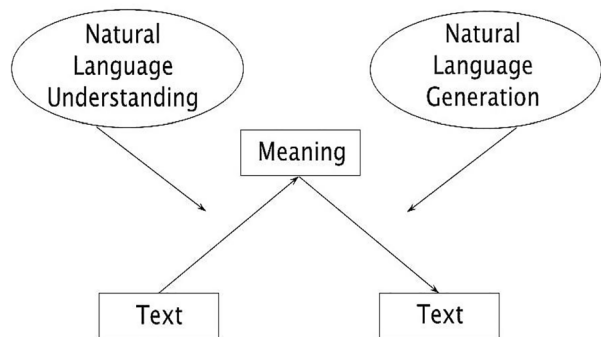 Natural
Language
Understanding
Natural
Language
Generation
Meaning
Text
Text